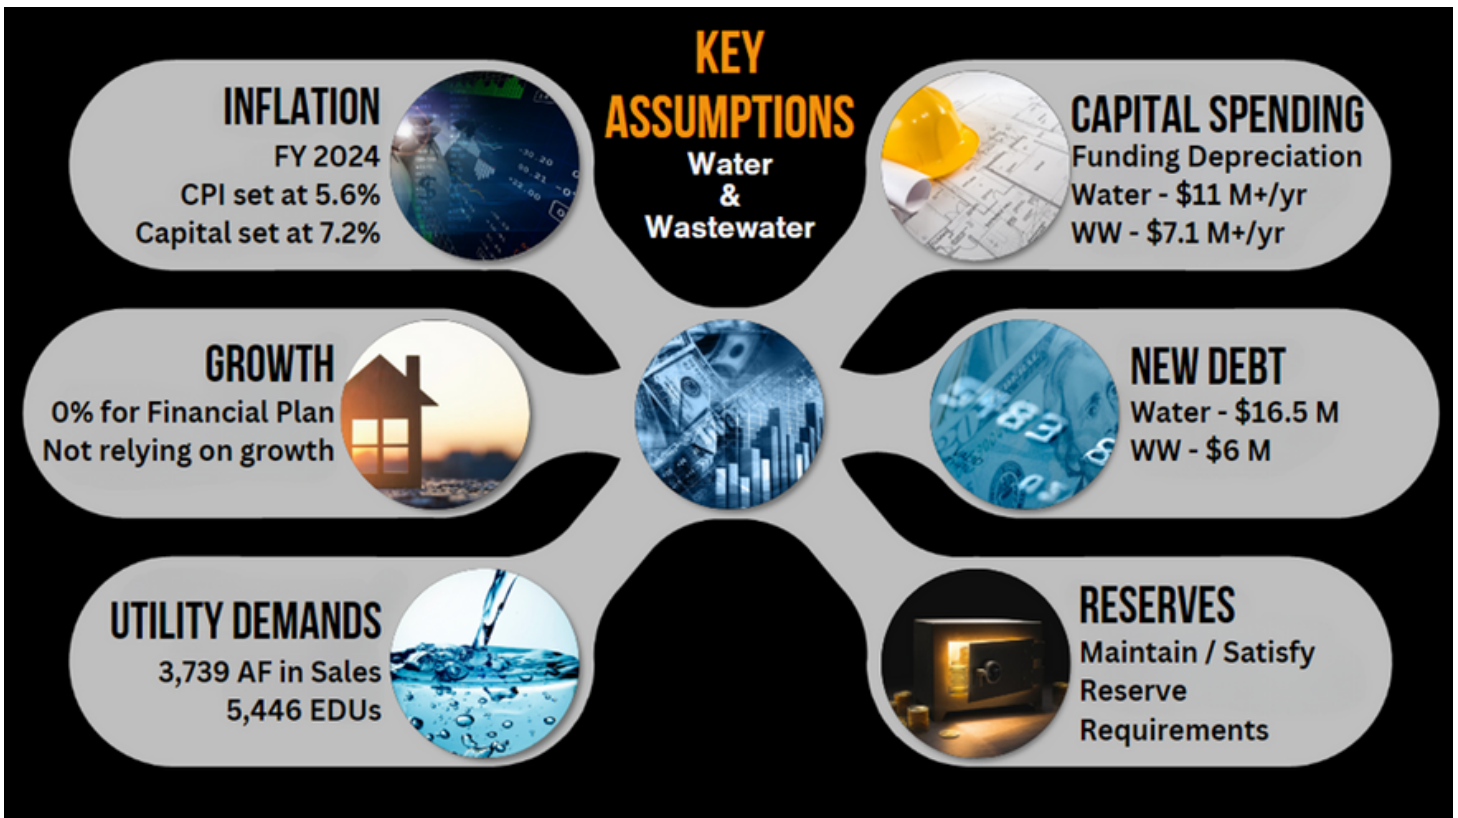 KEY
ASSUMPTIONS
Water
&
Wastewater
INFLATION
FY 2024
CPI set at 5.6%
Capital set at 7.2%
CAPITAL SPENDING
Funding Depreciation
Water - $11 M+/yr
WW - $7.1 M+/yr
GROWTH
0% for Financial Plan
Not relying on growth
NEW DEBT
Water - $16.5 M
WW - $6 M
UTILITY DEMANDS
3,739 AF in Sales
5,446 EDUs
RESERVES
Maintain / Satisfy
Reserve
Requirements